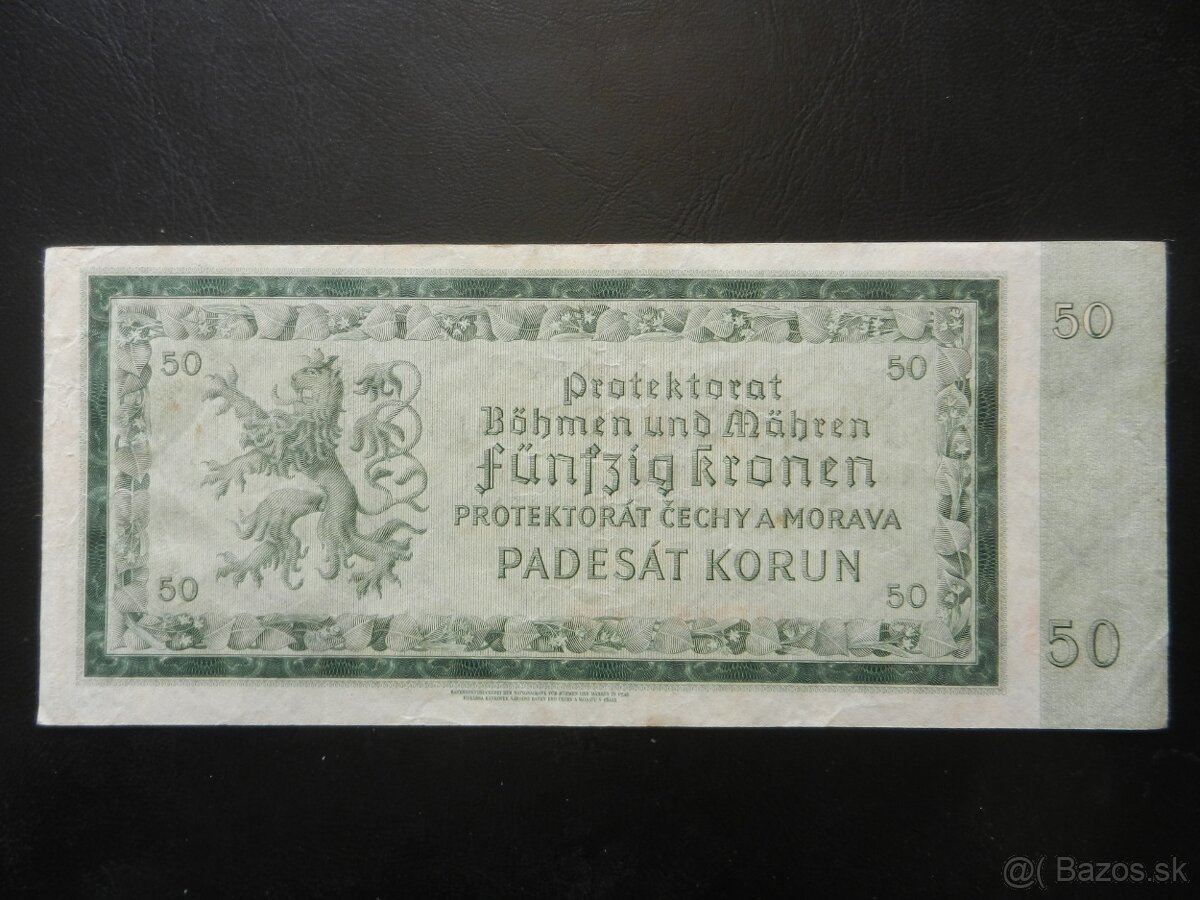 50
50
50
Protektorat
Böhmen und Mähren
Fünfzig Kronen
PROTEKTORÁT ČECHY A MORAVA
PADESÁT KORUN
50
50
50
@( Bazos.sk